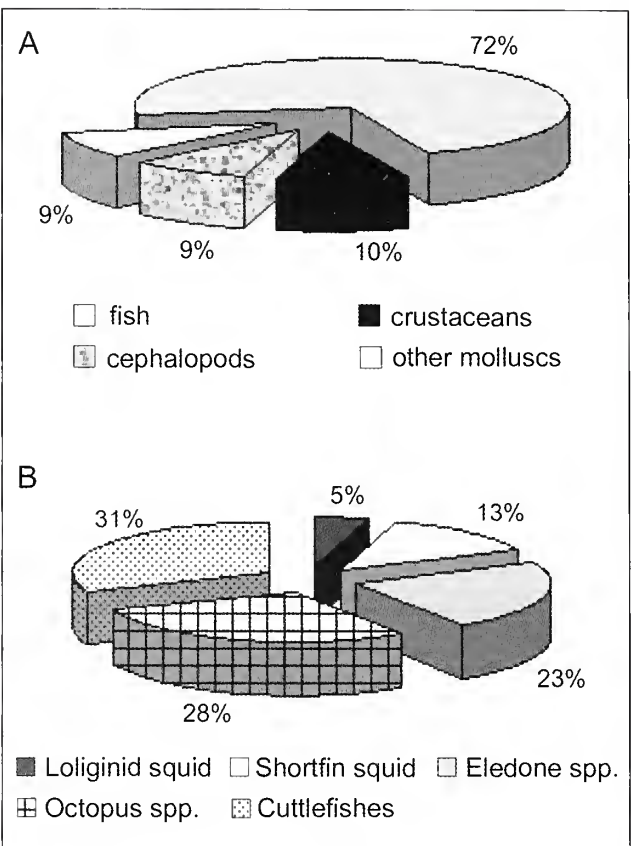 A
72%
9%
9%
10%
fish
crustaceans
cephalopods
other molluscs
B
5%
31%
13%
23%
28%
Loliginid squid Shortfin squid Eledone spp.
Octopus spp. Cuttlefishes